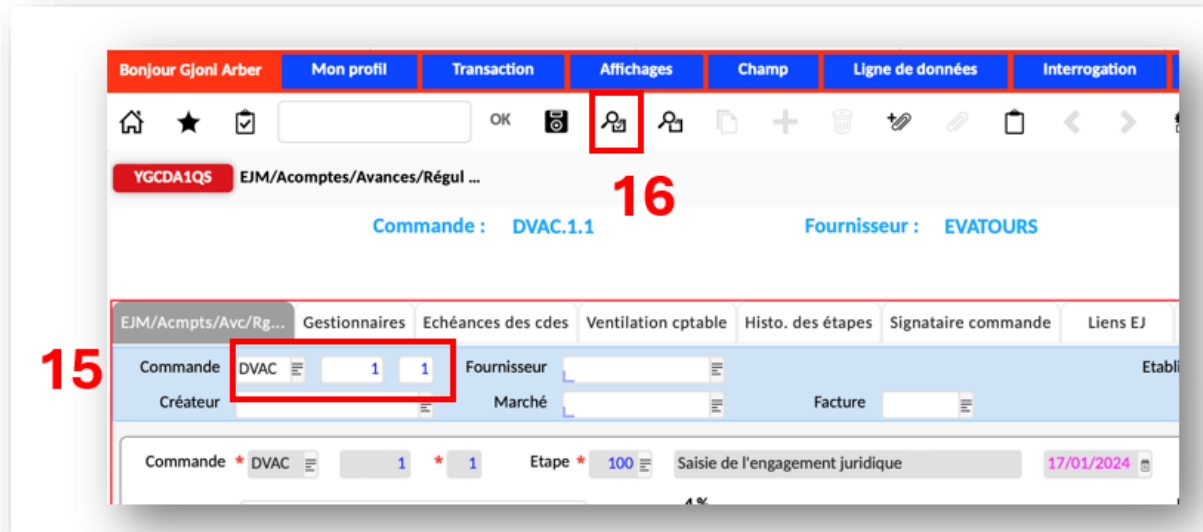 Bonjour Gjoni Arber Mon profil Transaction Affichages Champ Ligne de données Interrogation
OK
YGCDA1QS EJM/Acomptes/Avances/Régul ...
16
Commande : DVAC.1.1 Fournisseur : EVATOURS
EJM/Acmpts/Avc/Rg... Gestionnaires Echéances des cdes Ventilation cptable Histo. des étapes Signataire commande Liens EJ
15
Commande DVAC 1 1 Fournisseur Etabli
Créateur Marché Facture
Commande * DVAC 1 * 1 Etape * 100 Saisie de l'engagement juridique 17/01/2024